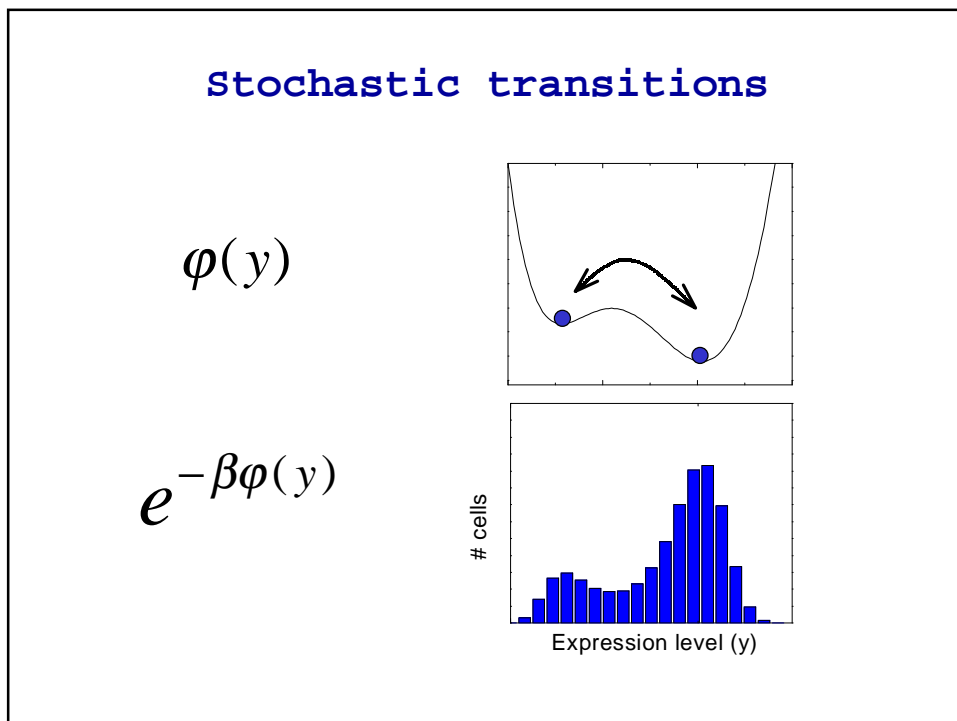 Stochastic transitions
φ(y)
e^{−βφ(y)}
# cells
Expression level (y)